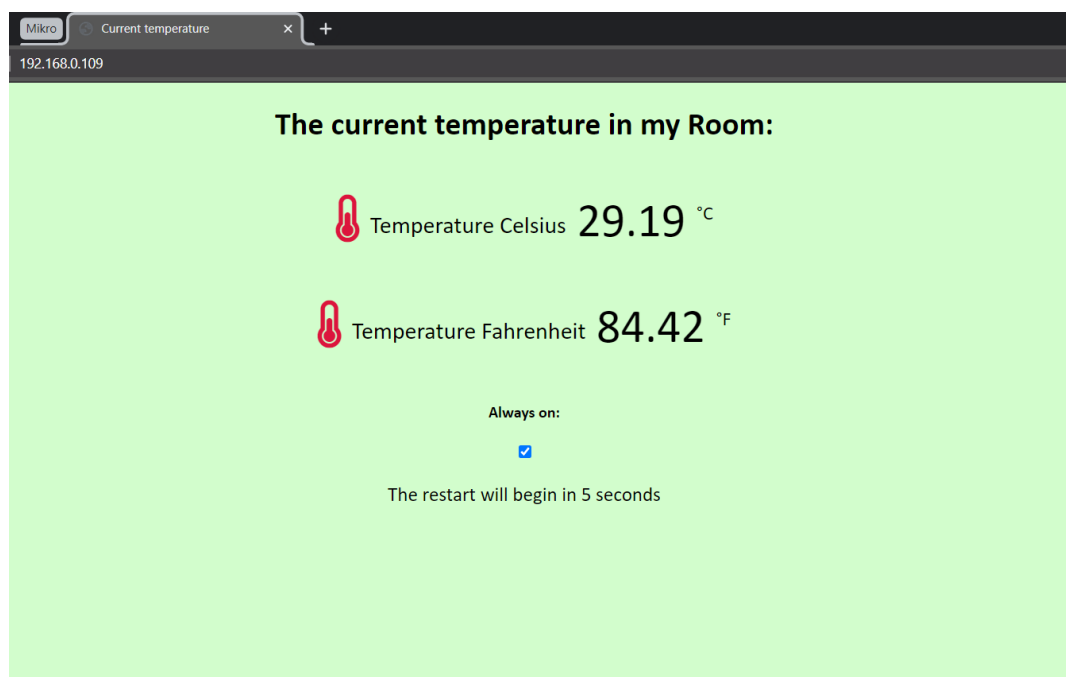 Mikro
Current temperature
192.168.0.109
The current temperature in my Room:
Temperature Celsius 29.19 °C
Temperature Fahrenheit 84.42 °F
Always on:
The restart will begin in 5 seconds